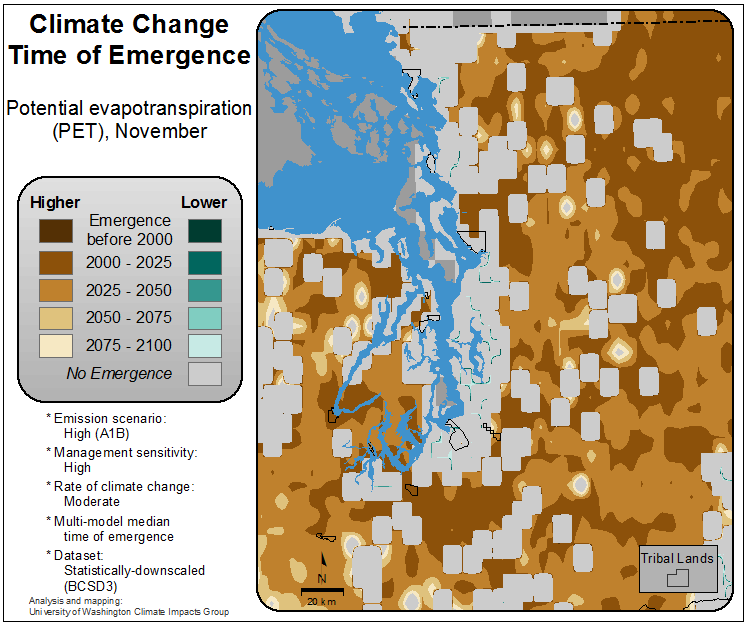 Climate Change
Time of Emergence
Potential evapotranspiration
(PET), November
Higher
Lower
Emergence
before 2000
2000 - 2025
2025 - 2050
2050 - 2075
2075 - 2100
No Emergence
* Emission scenario:
High (A1B)
* Management sensitivity:
High
* Rate of climate change:
Moderate
* Multi-model median
time of emergence
* Dataset:
Statistically-downscaled
(BCSD3)
Analysis and mapping:
University of Washington Climate Impacts Group
N
20 km
Tribal Lands